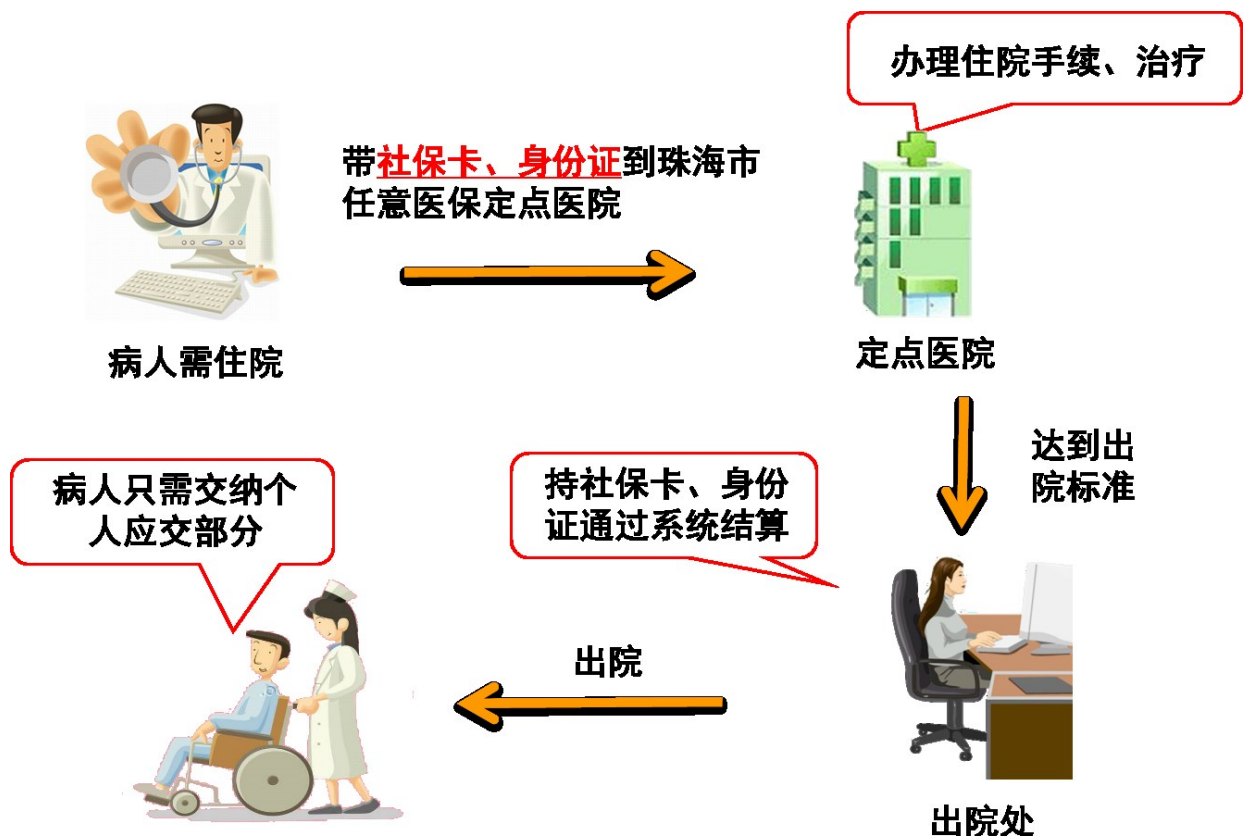 办理住院手续、治疗
带社保卡、身份证到珠海市
任意医保定点医院
病人需住院
定点医院
达到出
院标准
持社保卡、身份
证通过系统结算
病人只需交纳个
人应交部分
出院
出院处